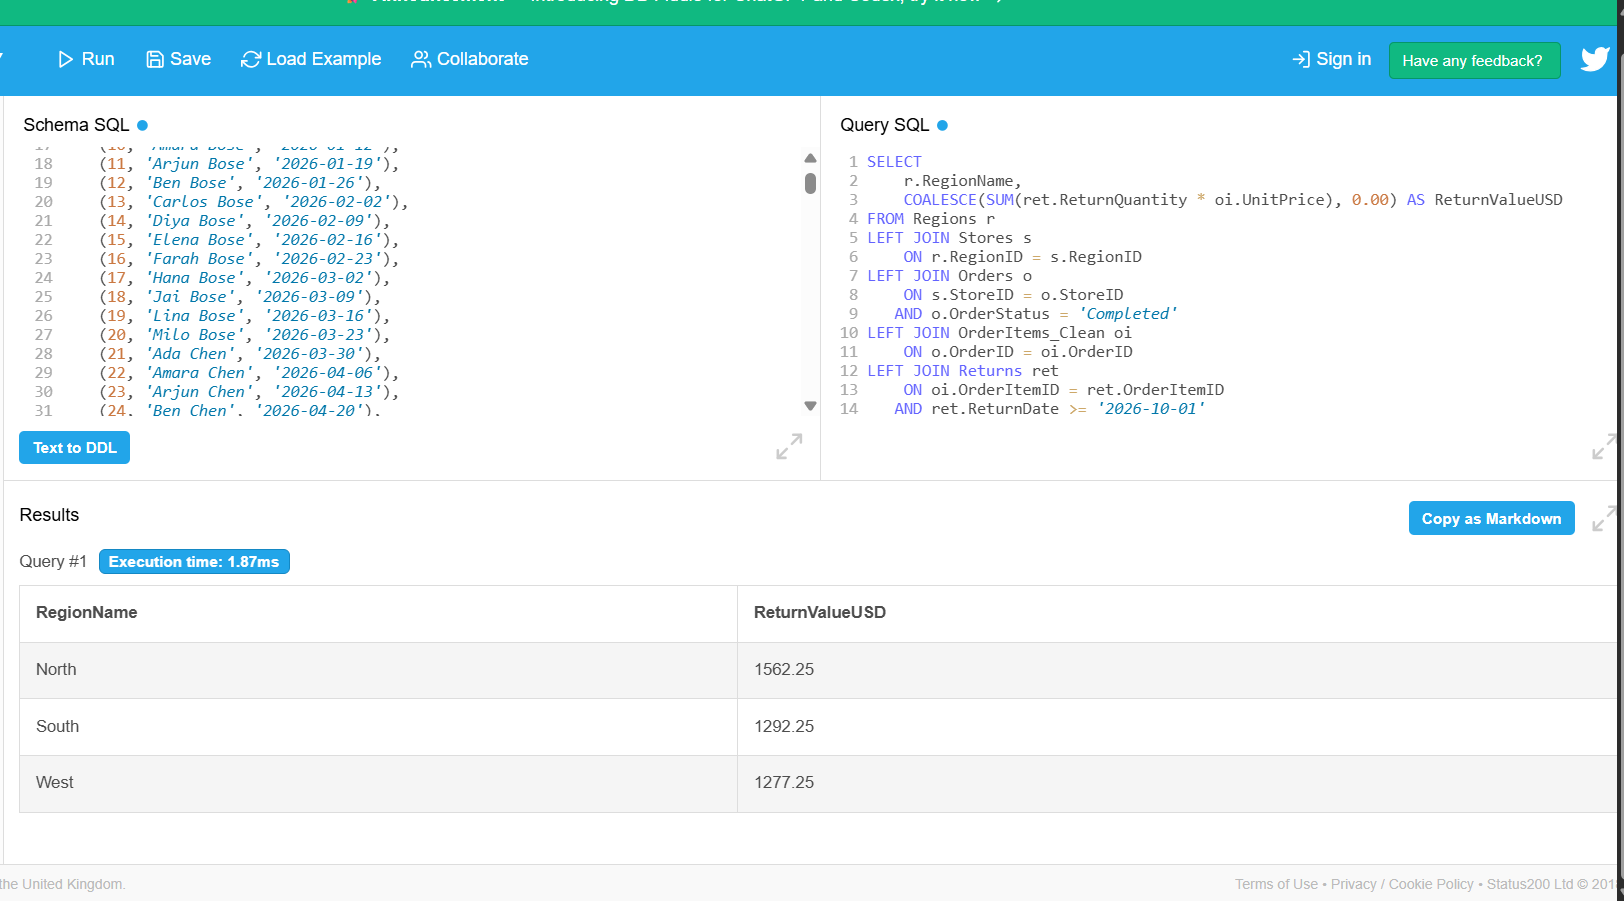 Run
Save
Load Example
Collaborate
Sign in
Have any feedback?
Schema SQL
18 (11, 'Arjun Bose', '2026-01-19'),
19 (12, 'Ben Bose', '2026-01-26'),
20 (13, 'Carlos Bose', '2026-02-02'),
21 (14, 'Diya Bose', '2026-02-09'),
22 (15, 'Elena Bose', '2026-02-16'),
23 (16, 'Farah Bose', '2026-02-23'),
24 (17, 'Hana Bose', '2026-03-02'),
25 (18, 'Jai Bose', '2026-03-09'),
26 (19, 'Lina Bose', '2026-03-16'),
27 (20, 'Milo Bose', '2026-03-23'),
28 (21, 'Ada Chen', '2026-03-30'),
29 (22, 'Amara Chen', '2026-04-06'),
30 (23, 'Arjun Chen', '2026-04-13'),
31 (24, 'Ben Chen', '2026-04-20'),
Text to DDL
Query SQL
1 SELECT
2 r.RegionName,
3 COALESCE(SUM(ret.ReturnQuantity * oi.UnitPrice), 0.00) AS ReturnValueUSD
4 FROM Regions r
5 LEFT JOIN Stores s
6 ON r.RegionID = s.RegionID
7 LEFT JOIN Orders o
8 ON s.StoreID = o.StoreID
9 AND o.OrderStatus = 'Completed'
10 LEFT JOIN OrderItems_Clean oi
11 ON o.OrderID = oi.OrderID
12 LEFT JOIN Returns ret
13 ON oi.OrderItemID = ret.OrderItemID
14 AND ret.ReturnDate >= '2026-10-01'
Results
Copy as Markdown
Query #1 Execution time: 1.87ms
RegionName ReturnValueUSD
North 1562.25
South 1292.25
West 1277.25
the United Kingdom.
Terms of Use • Privacy / Cookie Policy • Status200 Ltd ©